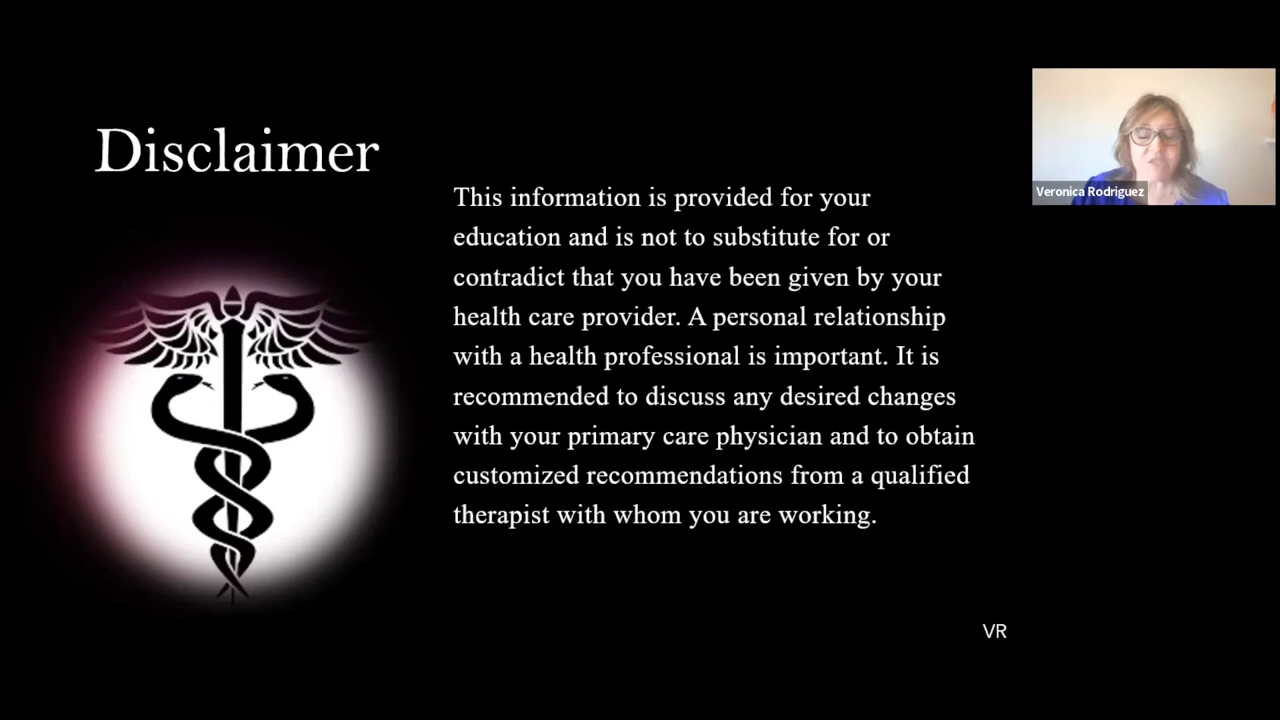 Disclaimer
This information is provided for your
education and is not to substitute for or
contradict that you have been given by your
health care provider. A personal relationship
with a health professional is important. It is
recommended to discuss any desired changes
with your primary care physician and to obtain
customized recommendations from a qualified
therapist with whom you are working.
Veronica Rodriguez
VR